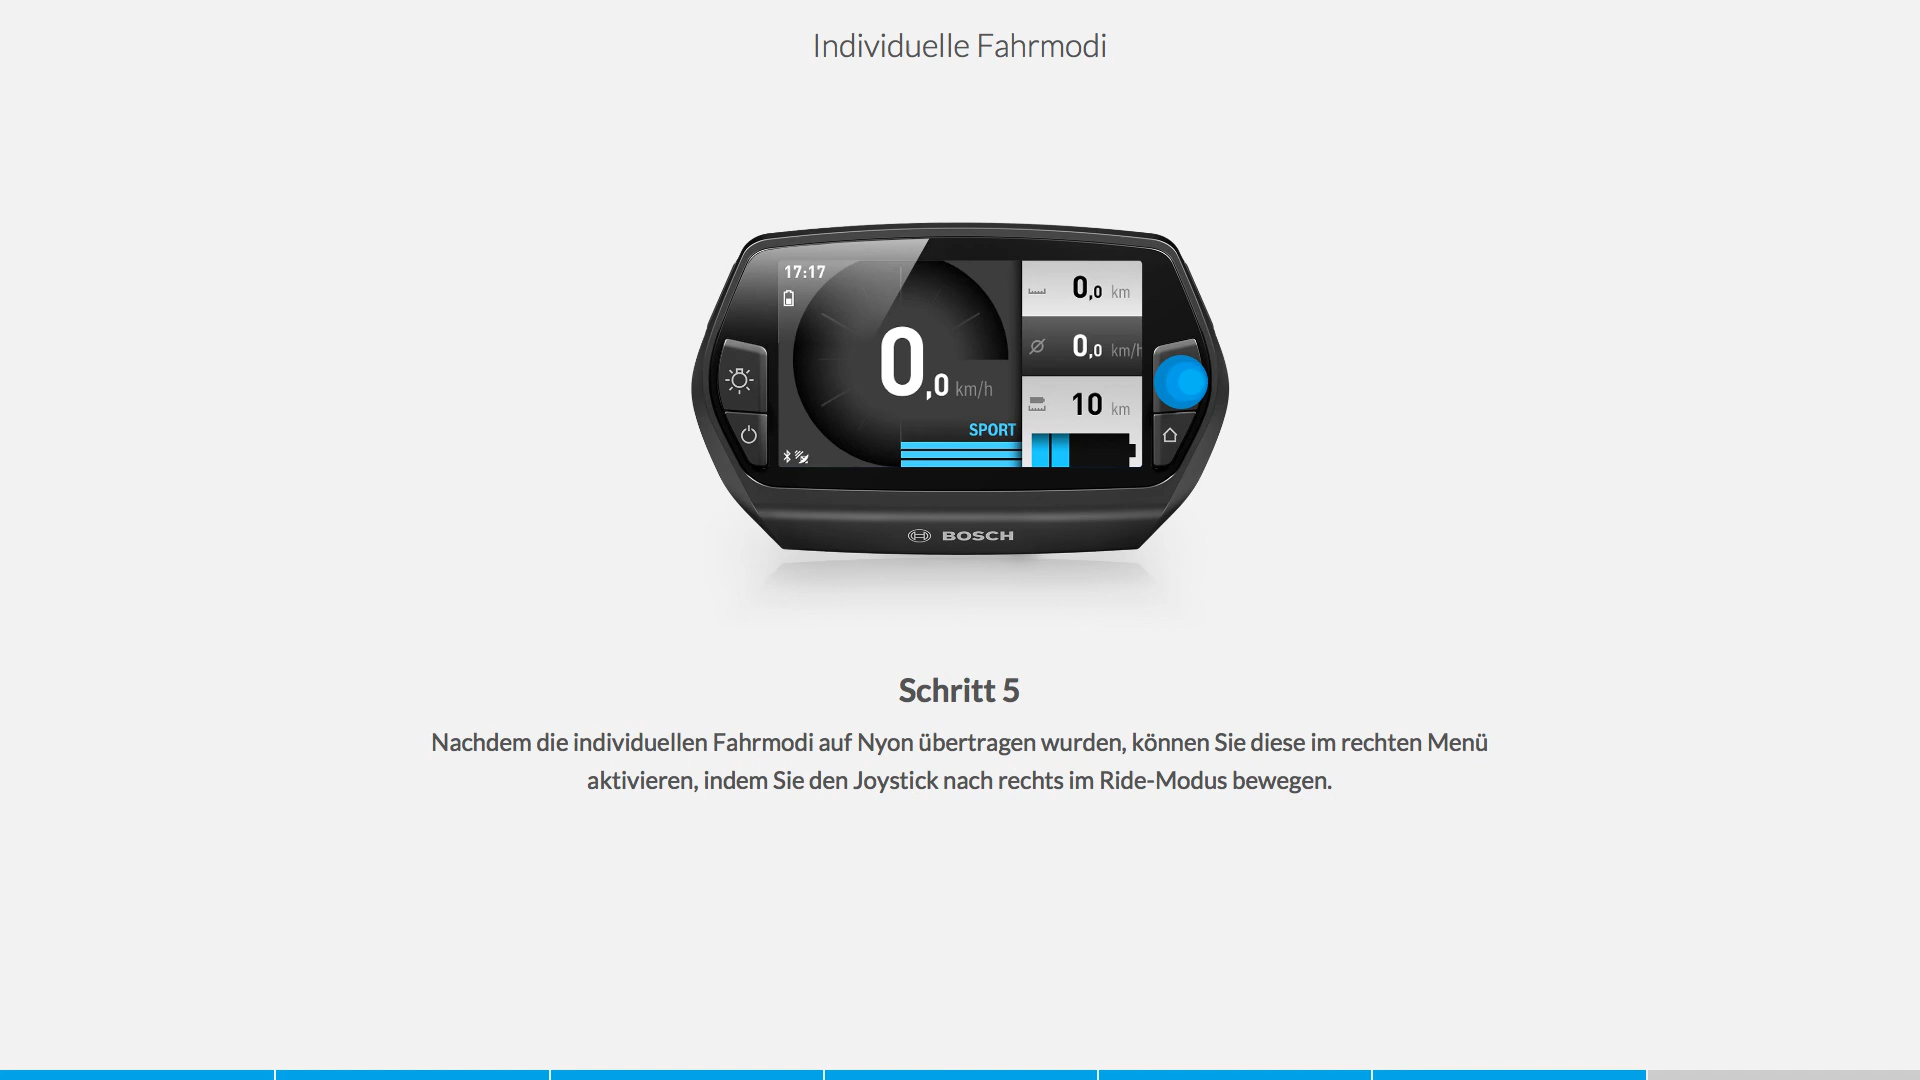 Individuelle Fahrmodi
17:17
0,0 km/h
SPORT
0,0 km
0,0 km/h
10 km
BOSCH
Schritt 5
Nachdem die individuellen Fahrmodi auf Nyon übertragen wurden, können Sie diese im rechten Menü
aktivieren, indem Sie den Joystick nach rechts im Ride-Modus bewegen.